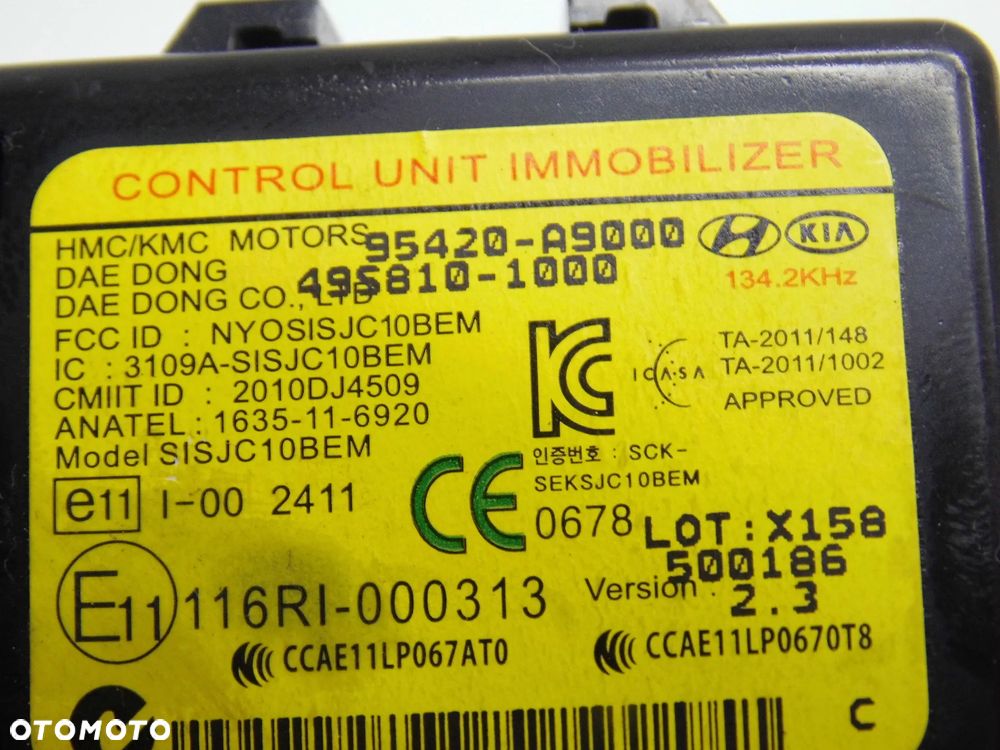 CONTROL UNIT IMMOBILIZER
HMC/KMC MOTORS 95420-A9000 HYUNDAI KIA
DAE DONG 495810-1000 134.2KHz
DAE DONG CO., LTD
FCC ID : NYOSISJC10BEM
IC : 3109A-SISJC10BEM
CMIIT ID : 2010DJ4509
ANATEL : 1635-11-6920
Model SISJC10BEM
ICASA TA-2011/148
TA-2011/1002
APPROVED
인증번호 : SCK-
SEKSJC10BEM
e11 I-00 2411
CE 0678
LOT:X158
500186
E11 116RI-000313
Version : 2.3
CCAE11LP067AT0 CCAE11LP0670T8
C
OTOMOTO